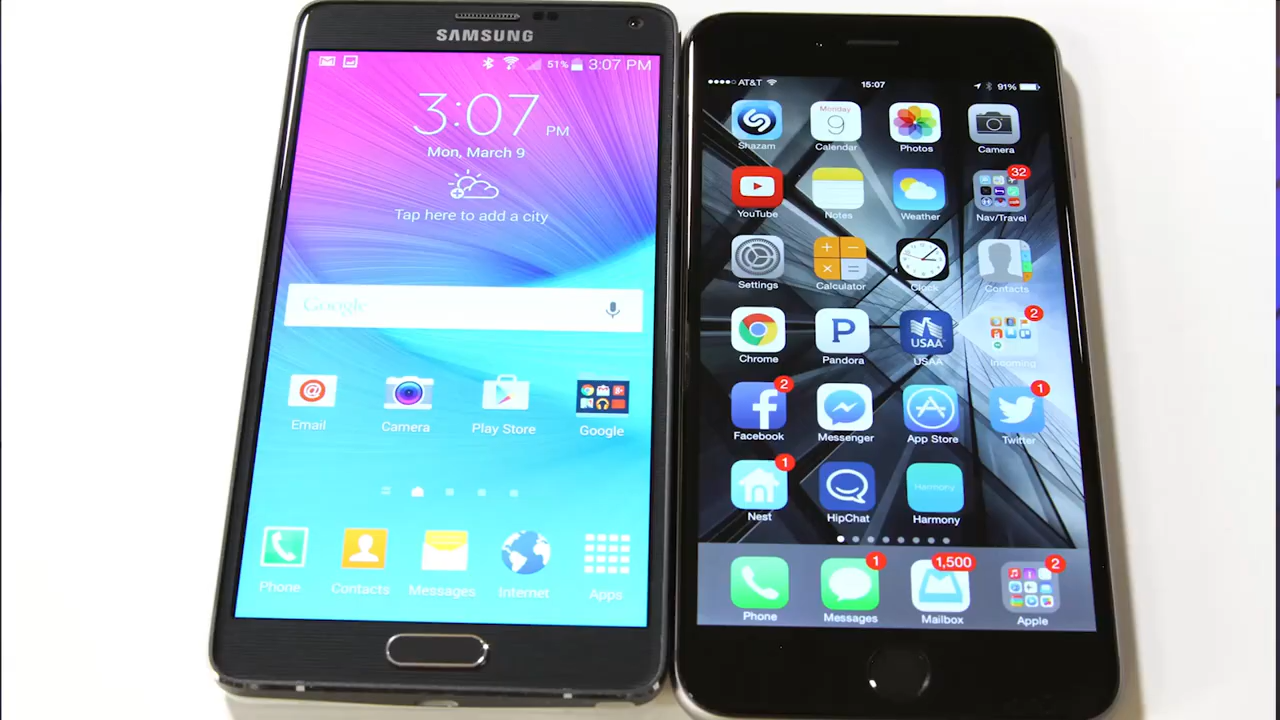 SAMSUNG
51% 3:07 PM
3:07 PM
Mon, March 9
Tap here to add a city
Google
Email
Camera
Play Store
Google
Phone
Contacts
Messages
Internet
Apps
AT&T
15:07
91%
Monday
9
Shazam
Calendar
Photos
Camera
32
YouTube
Notes
Weather
Nav/Travel
Settings
Calculator
Clock
Contacts
2
P
USAA
Chrome
Pandora
USAA
Incoming
2
1
Facebook
Messenger
App Store
Twitter
1
Harmony
Nest
HipChat
Harmony
1
1,500
2
Phone
Messages
Mailbox
Apple